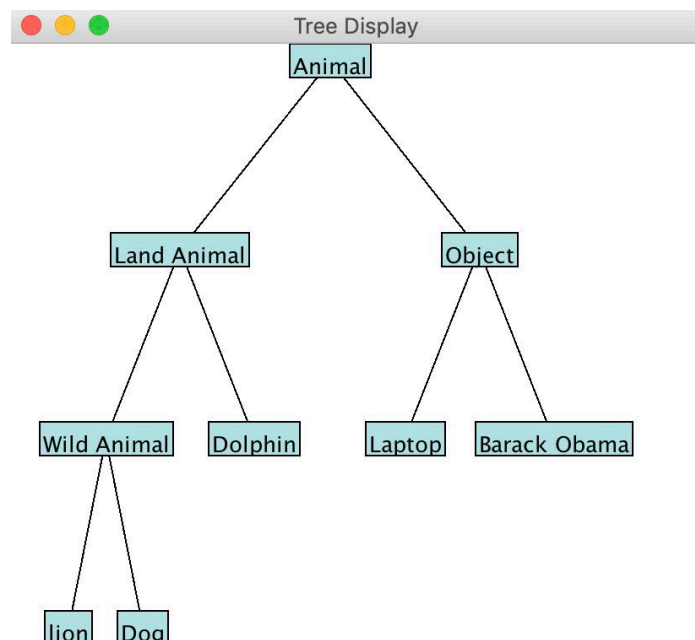 Tree Display
Animal
Land Animal
Object
Wild Animal
Dolphin
Laptop
Barack Obama
lion
Dog